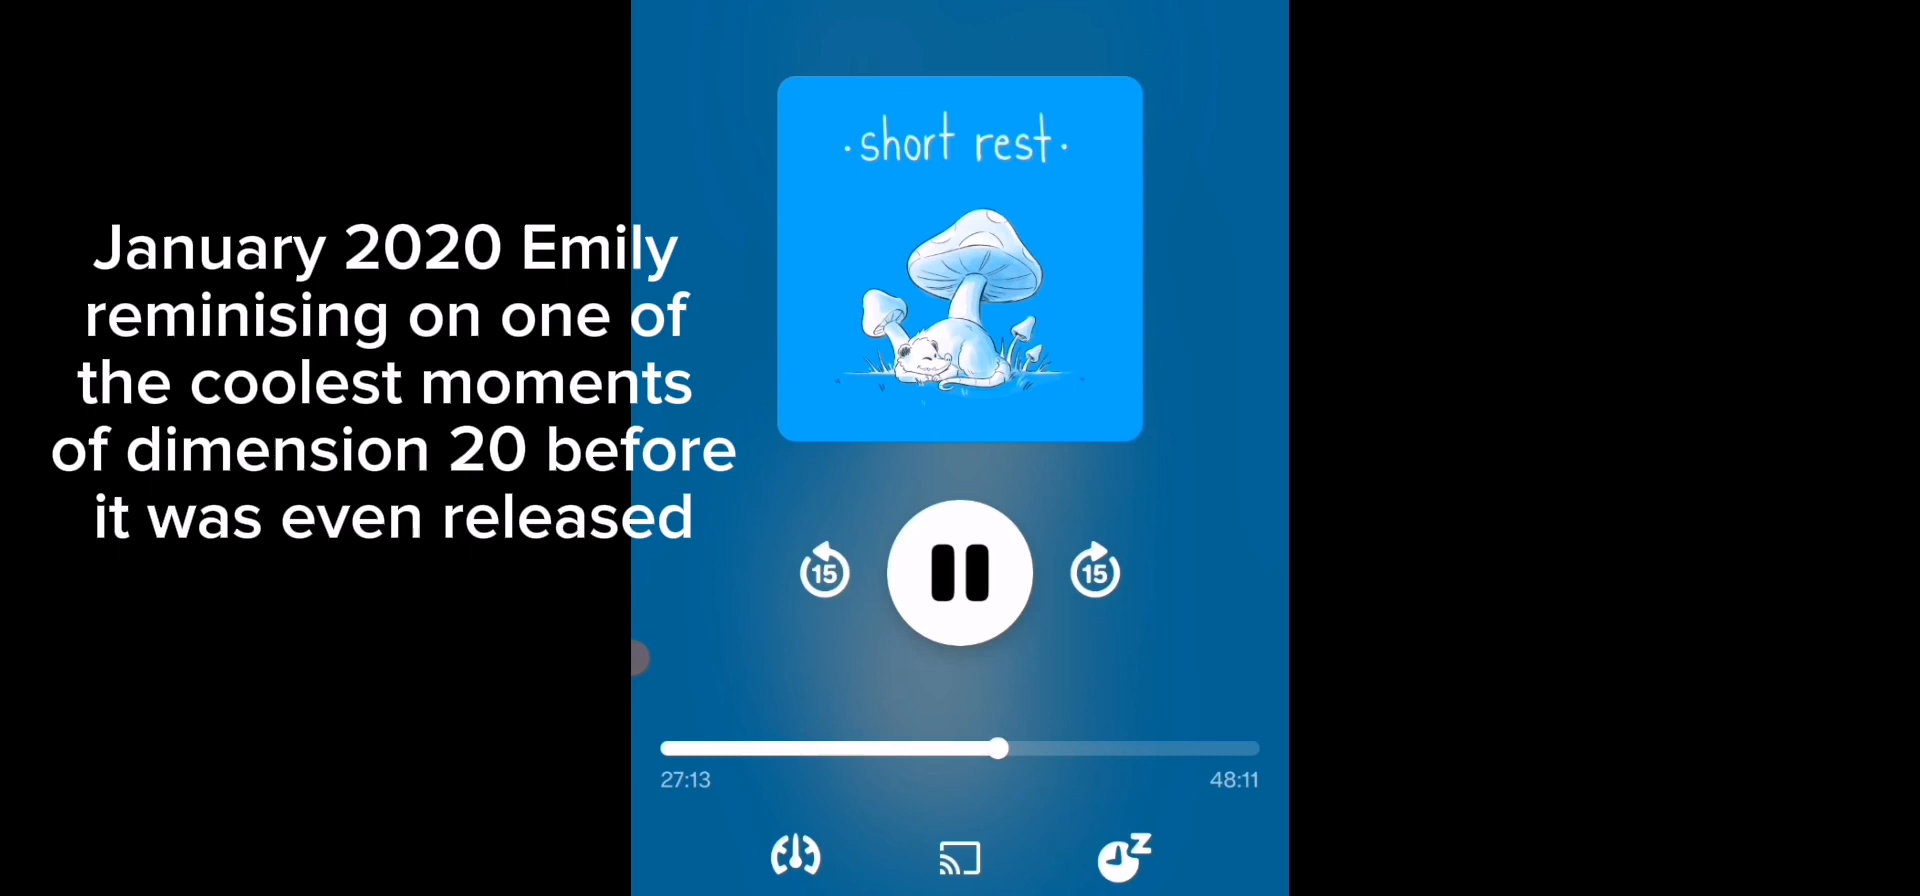 ·short rest·
January 2020 Emily
reminising on one of
the coolest moments
of dimension 20 before
it was even released
15
15
27:13
48:11
z